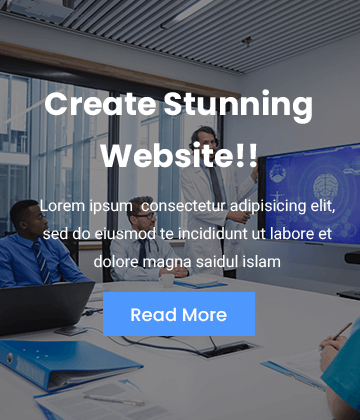 Create Stunning
Website!!
Lorem ipsum consectetur adipisicing elit,
sed do eiusmod te incididunt ut labore et
dolore magna saidul islam
Read More